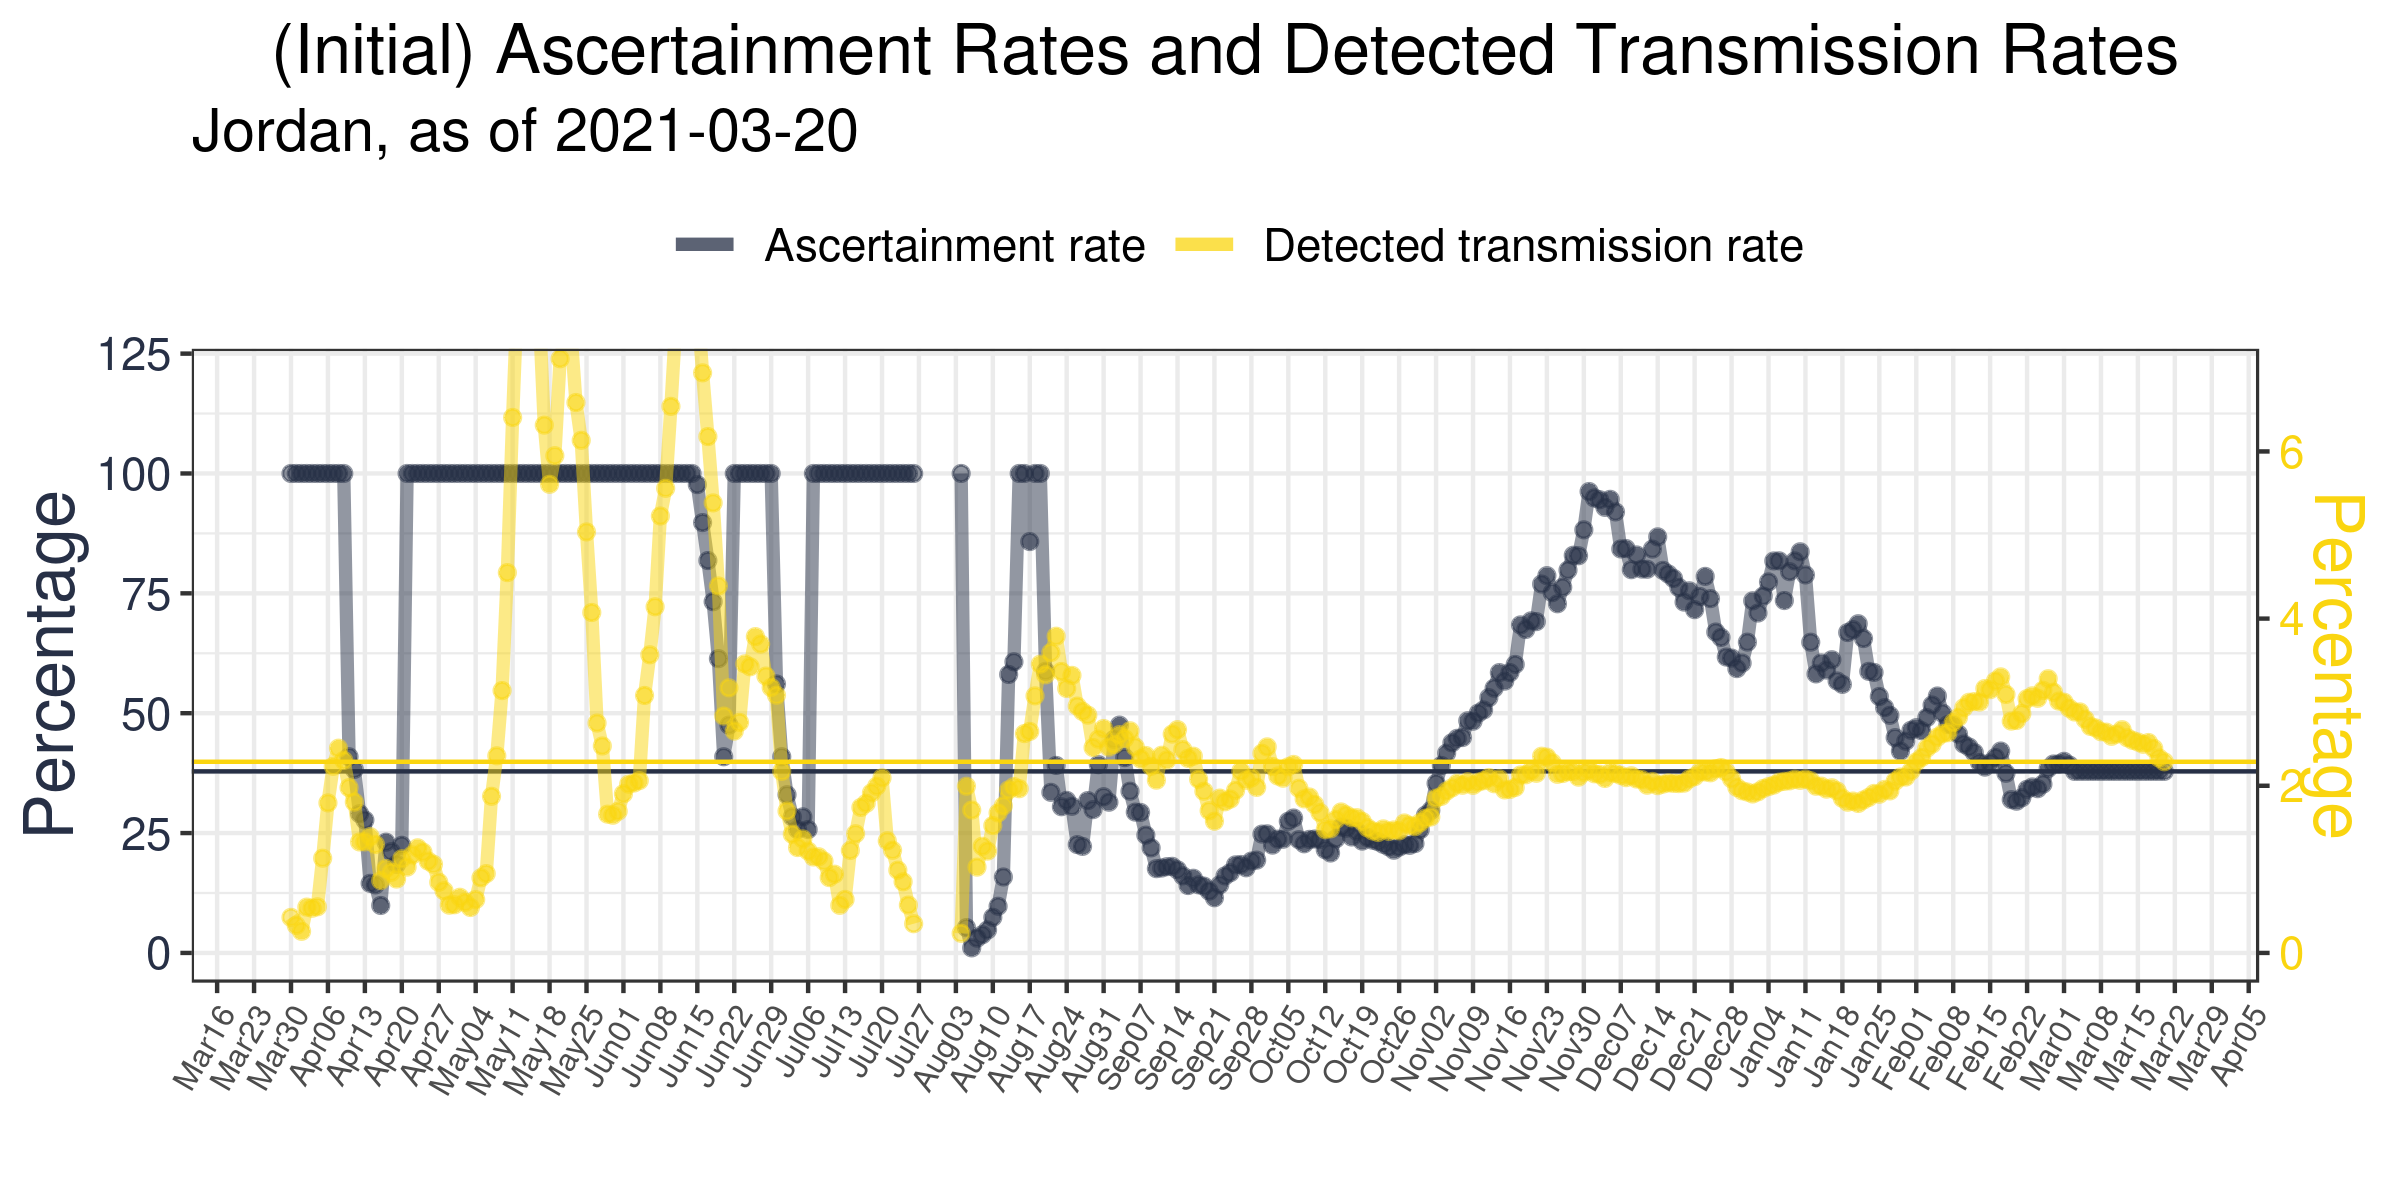 (Initial) Ascertainment Rates and Detected Transmission Rates
Jordan, as of 2021-03-20
Ascertainment rate
Detected transmission rate
125
100
75
50
25
0
Percentage
6
4
2
0
Percentage
Mar16
Mar23
Mar30
Apr06
Apr13
Apr20
Apr27
May04
May11
May18
May25
Jun01
Jun08
Jun15
Jun22
Jun29
Jul06
Jul13
Jul20
Jul27
Aug03
Aug10
Aug17
Aug24
Aug31
Sep07
Sep14
Sep21
Sep28
Oct05
Oct12
Oct19
Oct26
Nov02
Nov09
Nov16
Nov23
Nov30
Dec07
Dec14
Dec21
Dec28
Dec04
Jan11
Jan18
Jan25
Feb01
Feb08
Feb15
Feb22
Mar01
Mar08
Mar15
Mar22
Mar29
Apr05